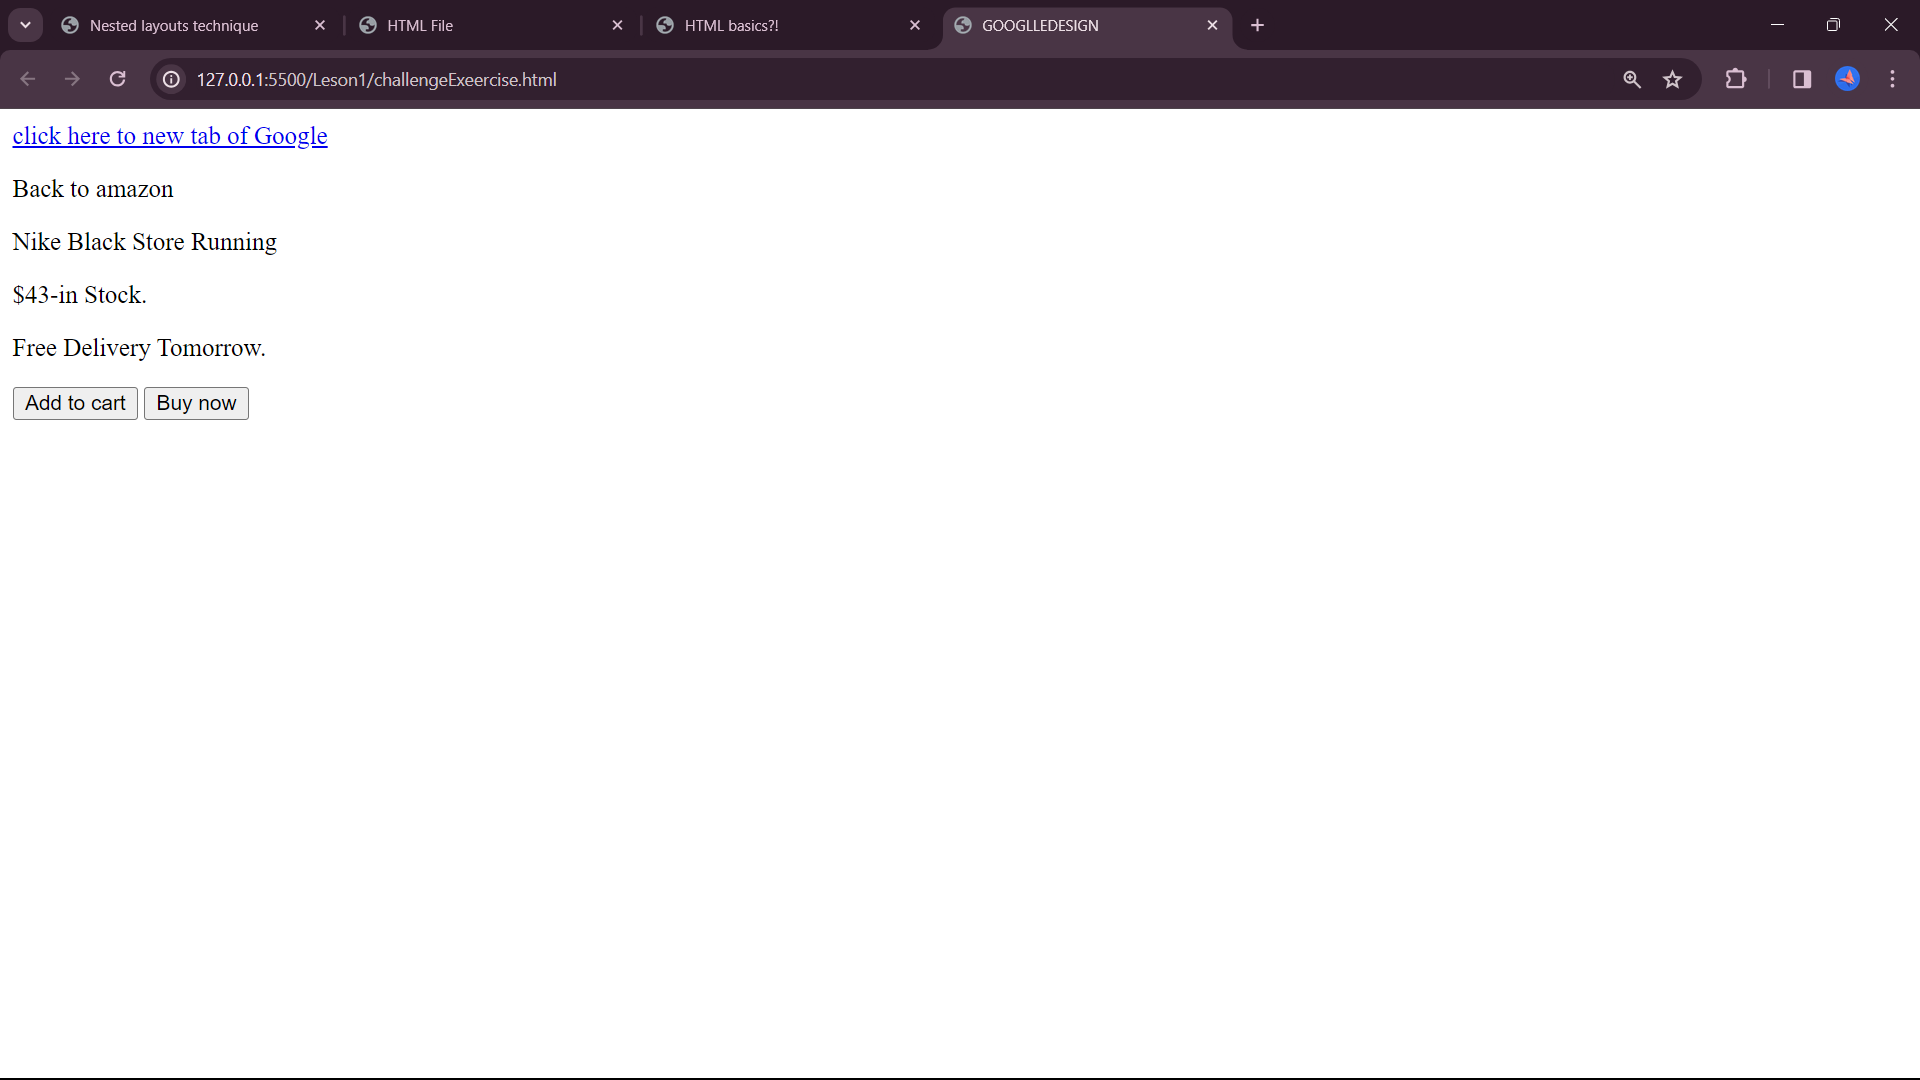 Nested layouts technique
HTML File
HTML basics?!
GOOGLLEDESIGN
127.0.0.1:5500/Leson1/challengeExeercise.html
click here to new tab of Google
Back to amazon
Nike Black Store Running
$43-in Stock.
Free Delivery Tomorrow.
Add to cart
Buy now